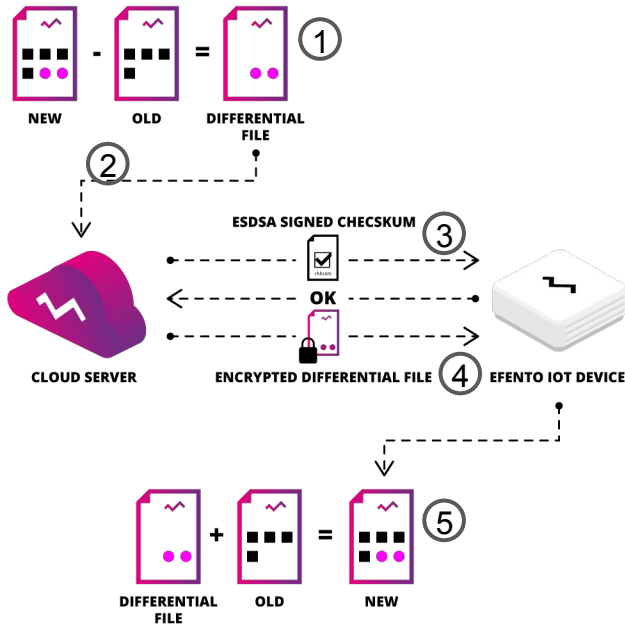 1
- =
NEW OLD DIFFERENTIAL
FILE
2
ESDSA SIGNED CHECSKUM
3
chksum
OK
CLOUD SERVER ENCRYPTED DIFFERENTIAL FILE 4 EFENTO IOT DEVICE
+ = 5
DIFFERENTIAL OLD NEW
FILE